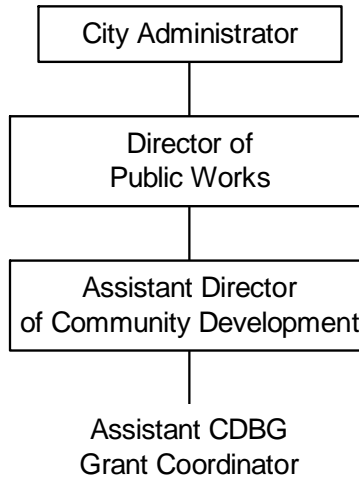 City Administrator
Director of
Public Works
Assistant Director
of Community Development
Assistant CDBG
Grant Coordinator